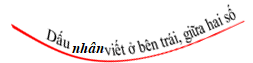 Dấu nhân viết ở bên trái, giữa hai số